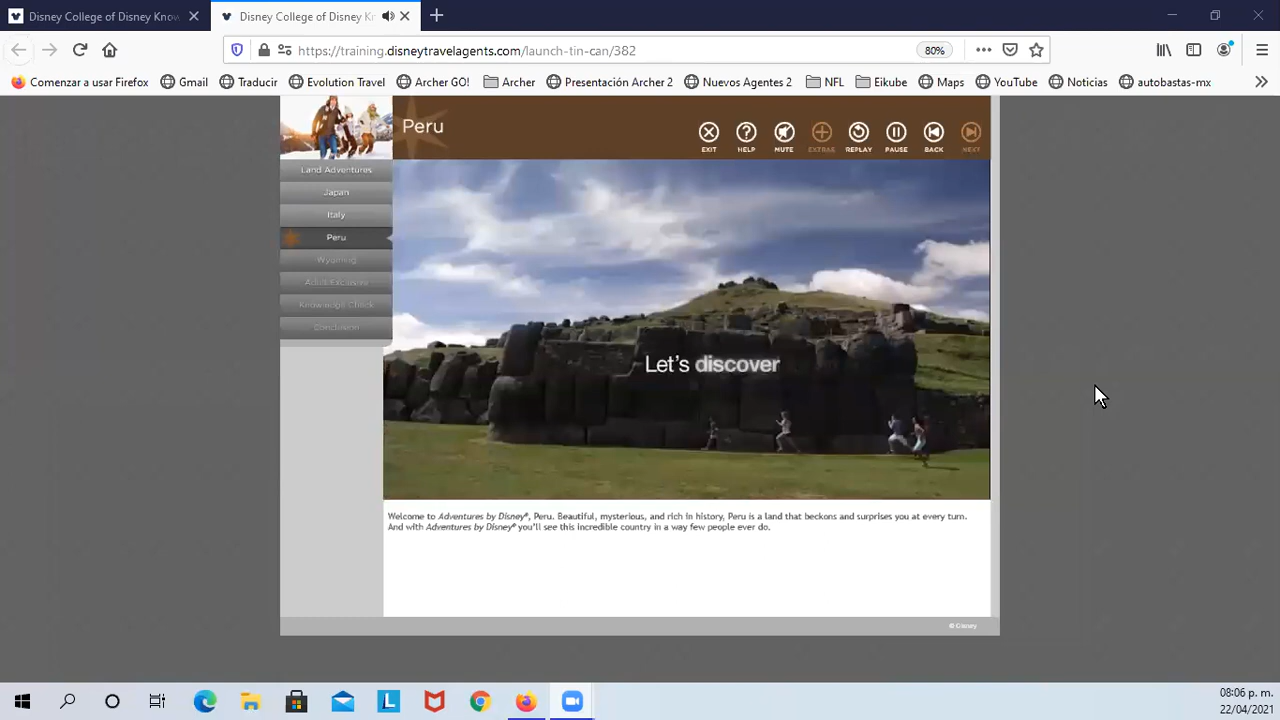 Disney College of Disney Know
Disney College of Disney Kn
https://training.disneytravelagents.com/launch-tin-can/382
80%
Comenzar a usar Firefox
Gmail
Traducir
Evolution Travel
Archer GO!
Archer
Presentación Archer 2
Nuevos Agentes 2
NFL
Eikube
Maps
YouTube
Noticias
autobastas-mx
Peru
EXIT
HELP
MUTE
EXTRAS
REPLAY
PAUSE
BACK
NEXT
Land Adventures
Japan
Italy
Peru
Wyoming
Adult Exclusive
Knowledge Check
Conclusion
Let's discover
Welcome to Adventures by Disney®, Peru. Beautiful, mysterious, and rich in history, Peru is a land that beckons and surprises you at every turn.
And with Adventures by Disney® you'll see this incredible country in a way few people ever do.
© Disney
08:06 p. m.
22/04/2021